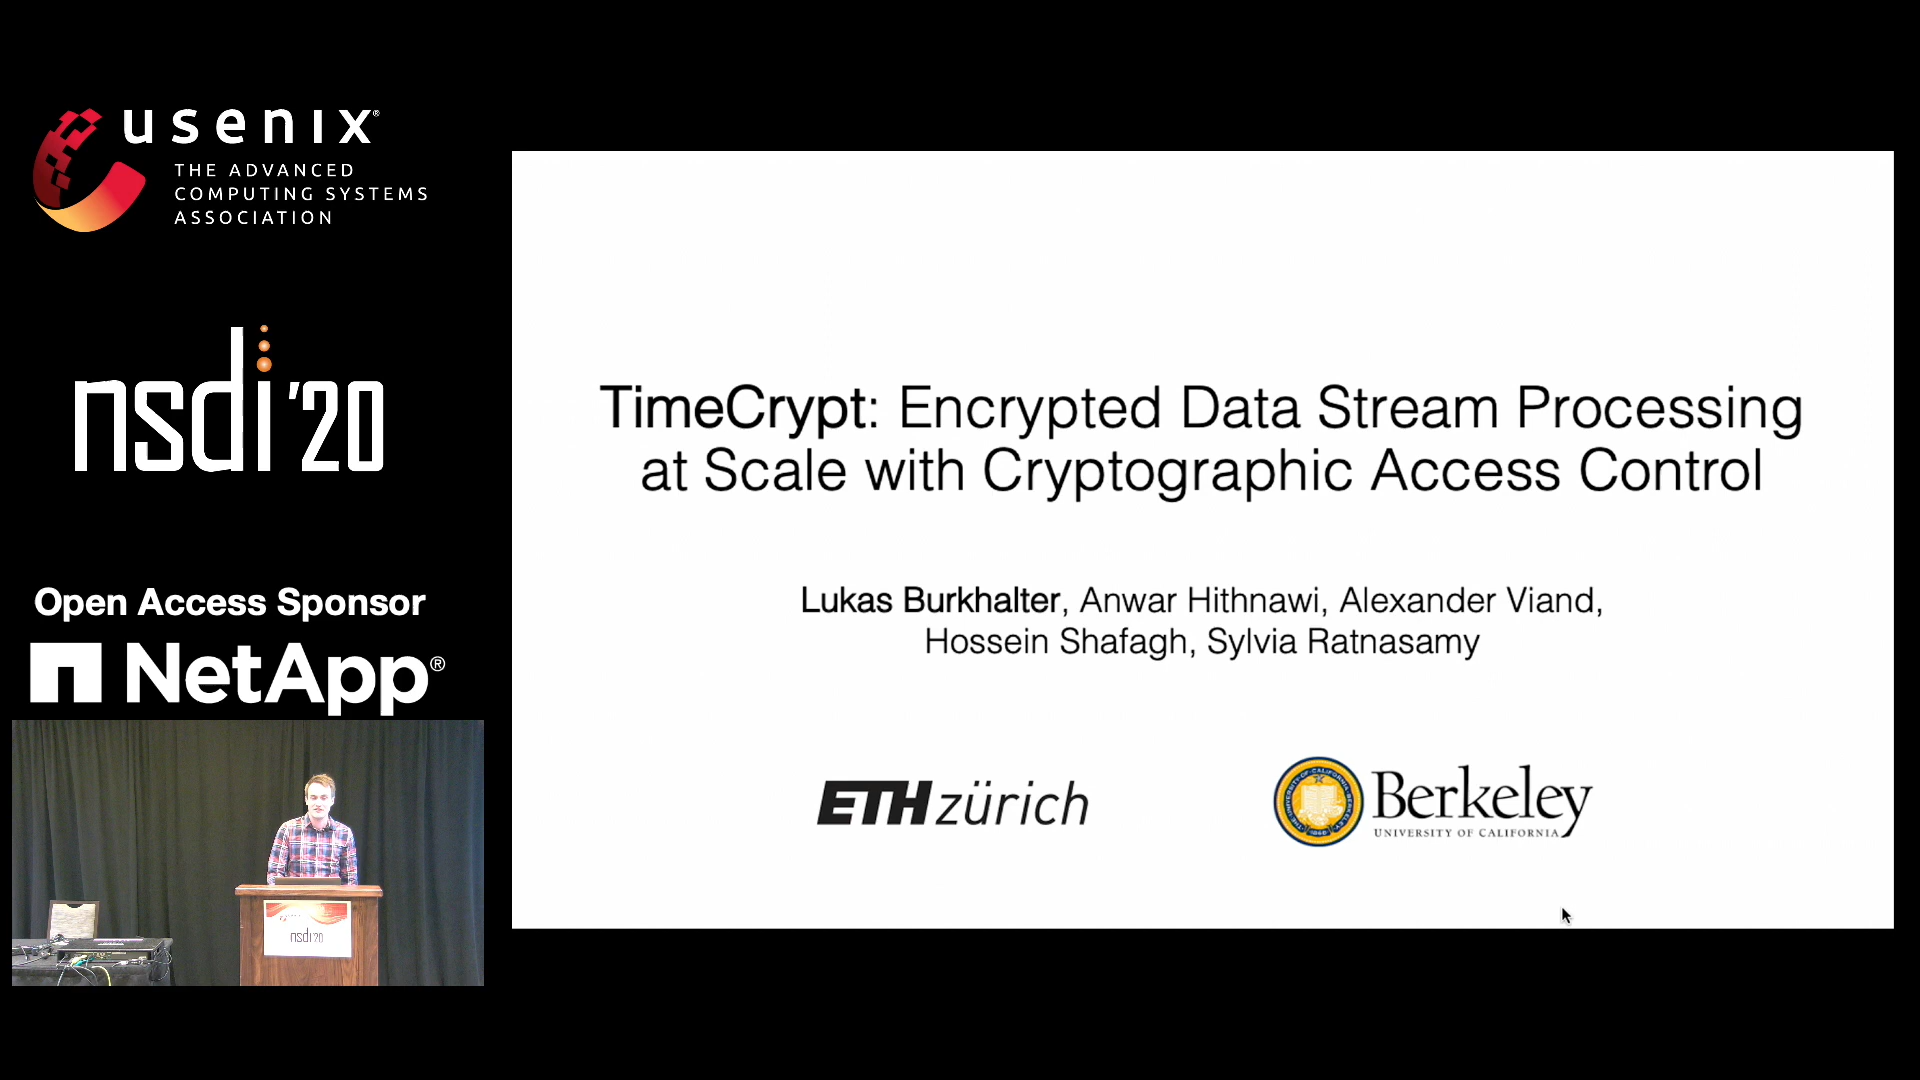 usenix®
THE ADVANCED
COMPUTING SYSTEMS
ASSOCIATION
nsdi '20
Open Access Sponsor
NetApp®
nsdi '20
TimeCrypt: Encrypted Data Stream Processing
at Scale with Cryptographic Access Control
Lukas Burkhalter, Anwar Hithnawi, Alexander Viand,
Hossein Shafagh, Sylvia Ratnasamy
ETH zürich
Berkeley
UNIVERSITY OF CALIFORNIA